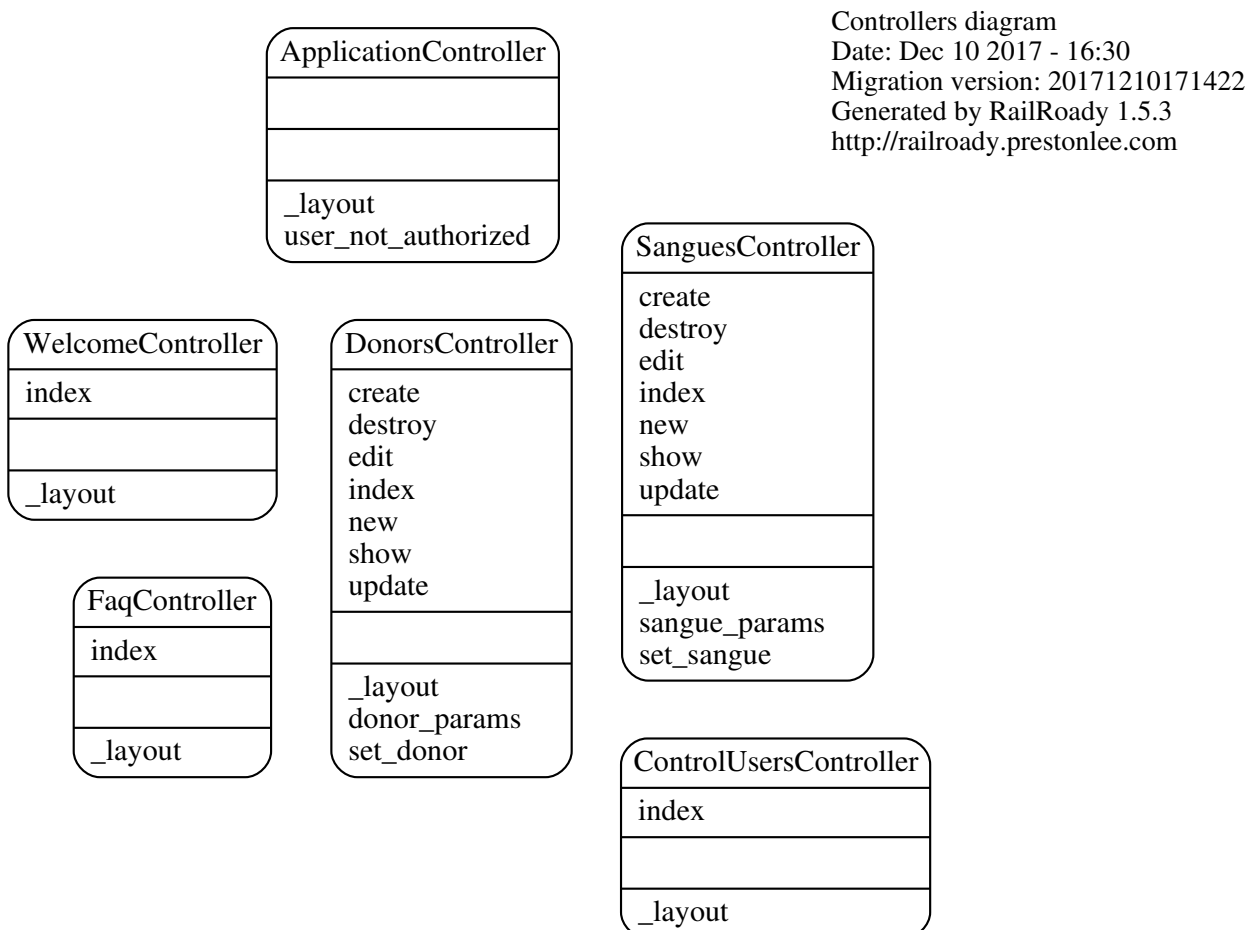 Controllers diagram
Date: Dec 10 2017 - 16:30
Migration version: 20171210171422
Generated by RailRoady 1.5.3
http://railroady.prestonlee.com
ApplicationController
_layout
user_not_authorized
SanguesController
create
destroy
edit
index
new
show
update
_layout
sangue_params
set_sangue
WelcomeController
index
_layout
DonorsController
create
destroy
edit
index
new
show
update
_layout
donor_params
set_donor
FaqController
index
_layout
ControlUsersController
index
_layout